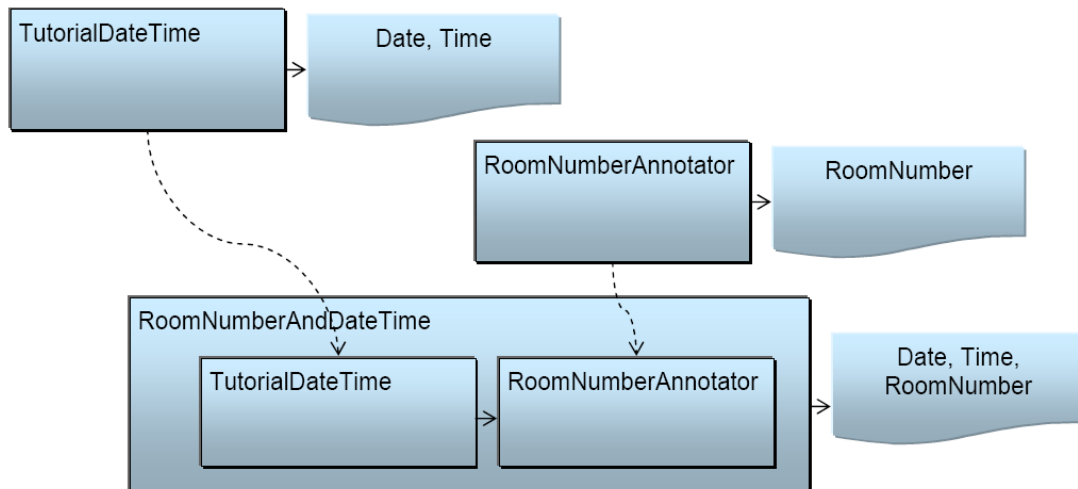 TutorialDateTime
Date, Time
RoomNumberAnnotator
RoomNumber
RoomNumberAndDateTime
TutorialDateTime
RoomNumberAnnotator
Date, Time,
RoomNumber